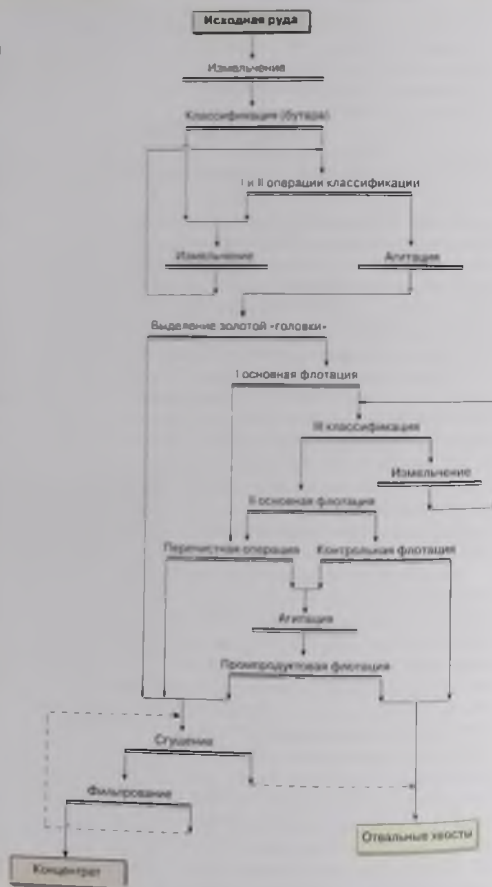 Исходная руда
Измельчение
Классификация (бутара)
I и II операции классификации
Измельчение
Агитация
Выделение золотой «головки»
I основная флотация
III классификация
Измельчение
II основная флотация
Перечистная операция
Контрольная флотация
Агитация
Промпродуктовая флотация
Сгущение
Фильтрование
Отвальные хвосты
Концентрат